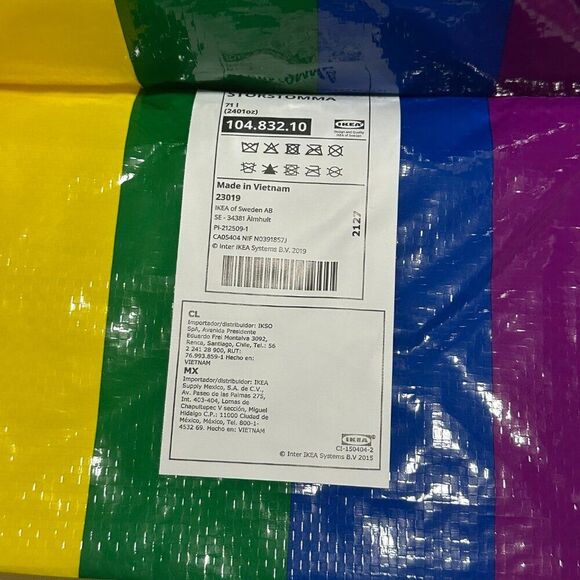 STORSTOMMA
71 l
(2401oz)
104.832.10
IKEA
Design and Quality
IKEA of Sweden
Made in Vietnam
23019
IKEA of Sweden AB
SE - 34381 Älmhult
PI-212509-1
CA05404 NIF N0391857J
© Inter IKEA Systems B.V. 2019
2127
CL
Importador/distribuidor: IKSO
SpA, Avenida Presidente
Eduardo Frei Montalva 3092,
Renca, Santiago, Chile, Tel.: 56
2 241 28 900, RUT:
76.993.859-1 Hecho en:
VIETNAM
MX
Importador/distribuidor: IKEA
Supply Mexico, S.A. de C.V.,
Av. Paseo de las Palmas 275,
Int. 403-404, Lomas de
Chapultepec V sección, Miguel
Hidalgo C.P.: 11000 Ciudad de
México, México, Tel. 800-1-
4532 69. Hecho en: VIETNAM
IKEA
CI-150404-2
© Inter IKEA Systems B.V 2015